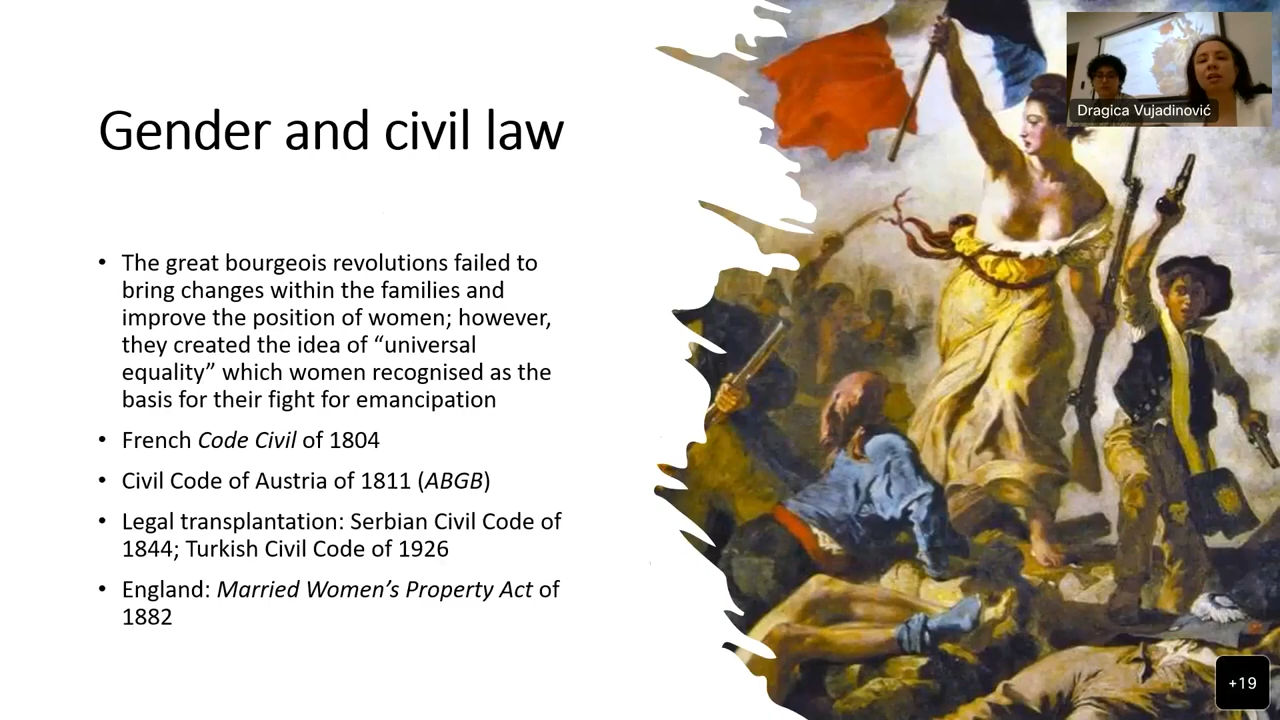 Gender and civil law
• The great bourgeois revolutions failed to
bring changes within the families and
improve the position of women; however,
they created the idea of “universal
equality” which women recognised as the
basis for their fight for emancipation
• French Code Civil of 1804
• Civil Code of Austria of 1811 (ABGB)
• Legal transplantation: Serbian Civil Code of
1844; Turkish Civil Code of 1926
• England: Married Women’s Property Act of
1882
Dragica Vujadinović
+19